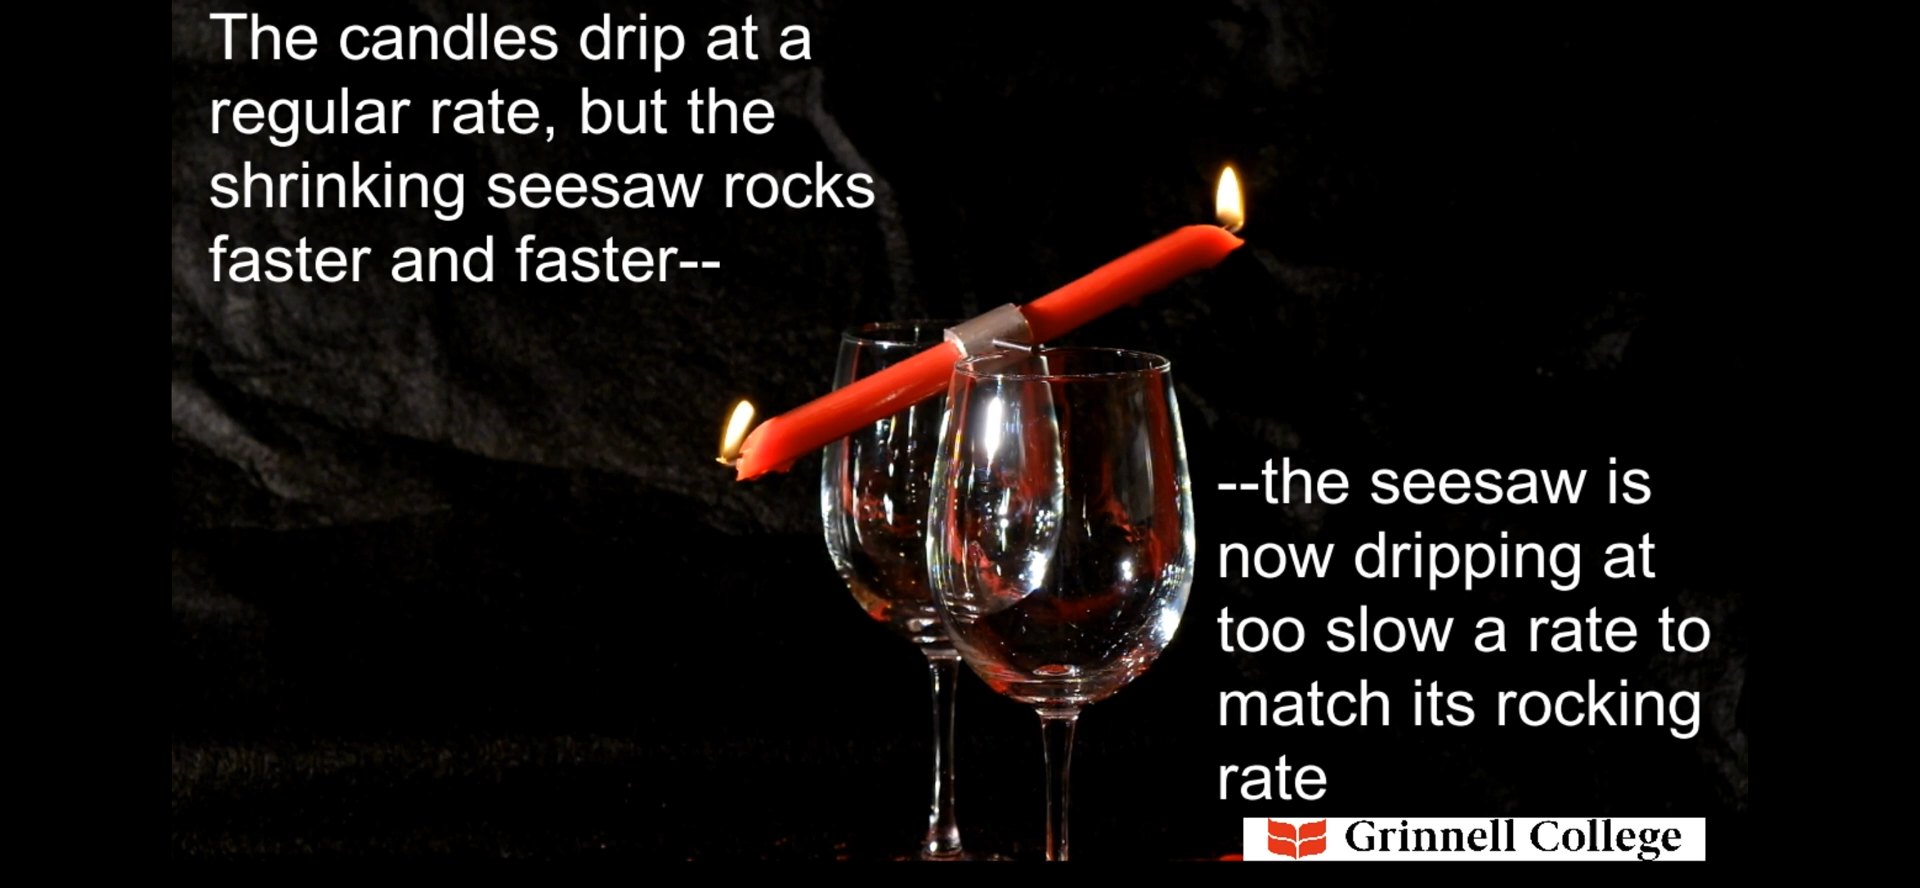 The candles drip at a
regular rate, but the
shrinking seesaw rocks
faster and faster--
--the seesaw is
now dripping at
too slow a rate to
match its rocking
rate
Grinnell College